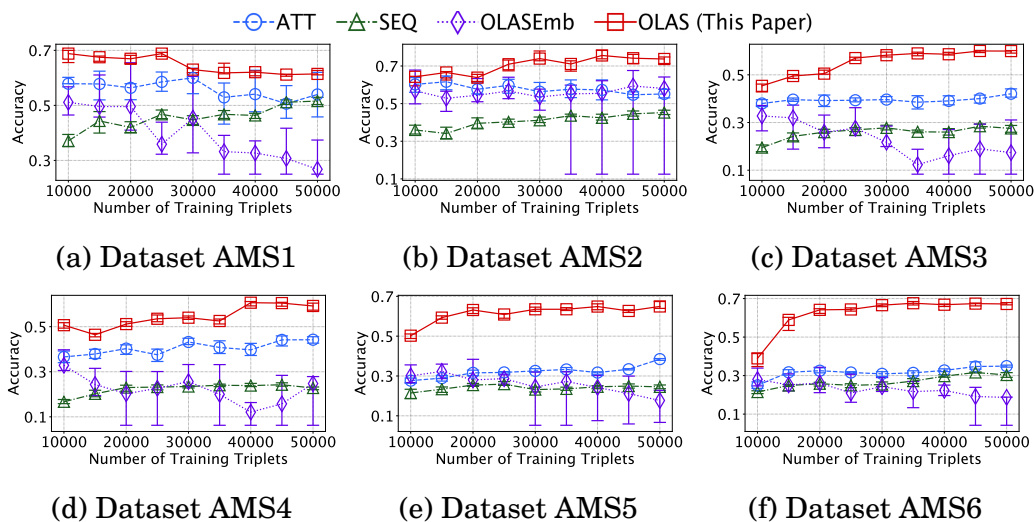 ATT SEQ OLASEmb OLAS (This Paper)
0.7
0.5
0.3
Accuracy
10000 20000 30000 40000 50000
Number of Training Triplets
(a) Dataset AMS1
0.7
0.5
0.3
0.1
Accuracy
10000 20000 30000 40000 50000
Number of Training Triplets
(b) Dataset AMS2
0.5
0.3
0.1
Accuracy
10000 20000 30000 40000 50000
Number of Training Triplets
(c) Dataset AMS3
0.5
0.3
0.1
Accuracy
10000 20000 30000 40000 50000
Number of Training Triplets
(d) Dataset AMS4
0.7
0.5
0.3
0.1
Accuracy
10000 20000 30000 40000 50000
Number of Training Triplets
(e) Dataset AMS5
0.7
0.5
0.3
0.1
Accuracy
10000 20000 30000 40000 50000
Number of Training Triplets
(f) Dataset AMS6